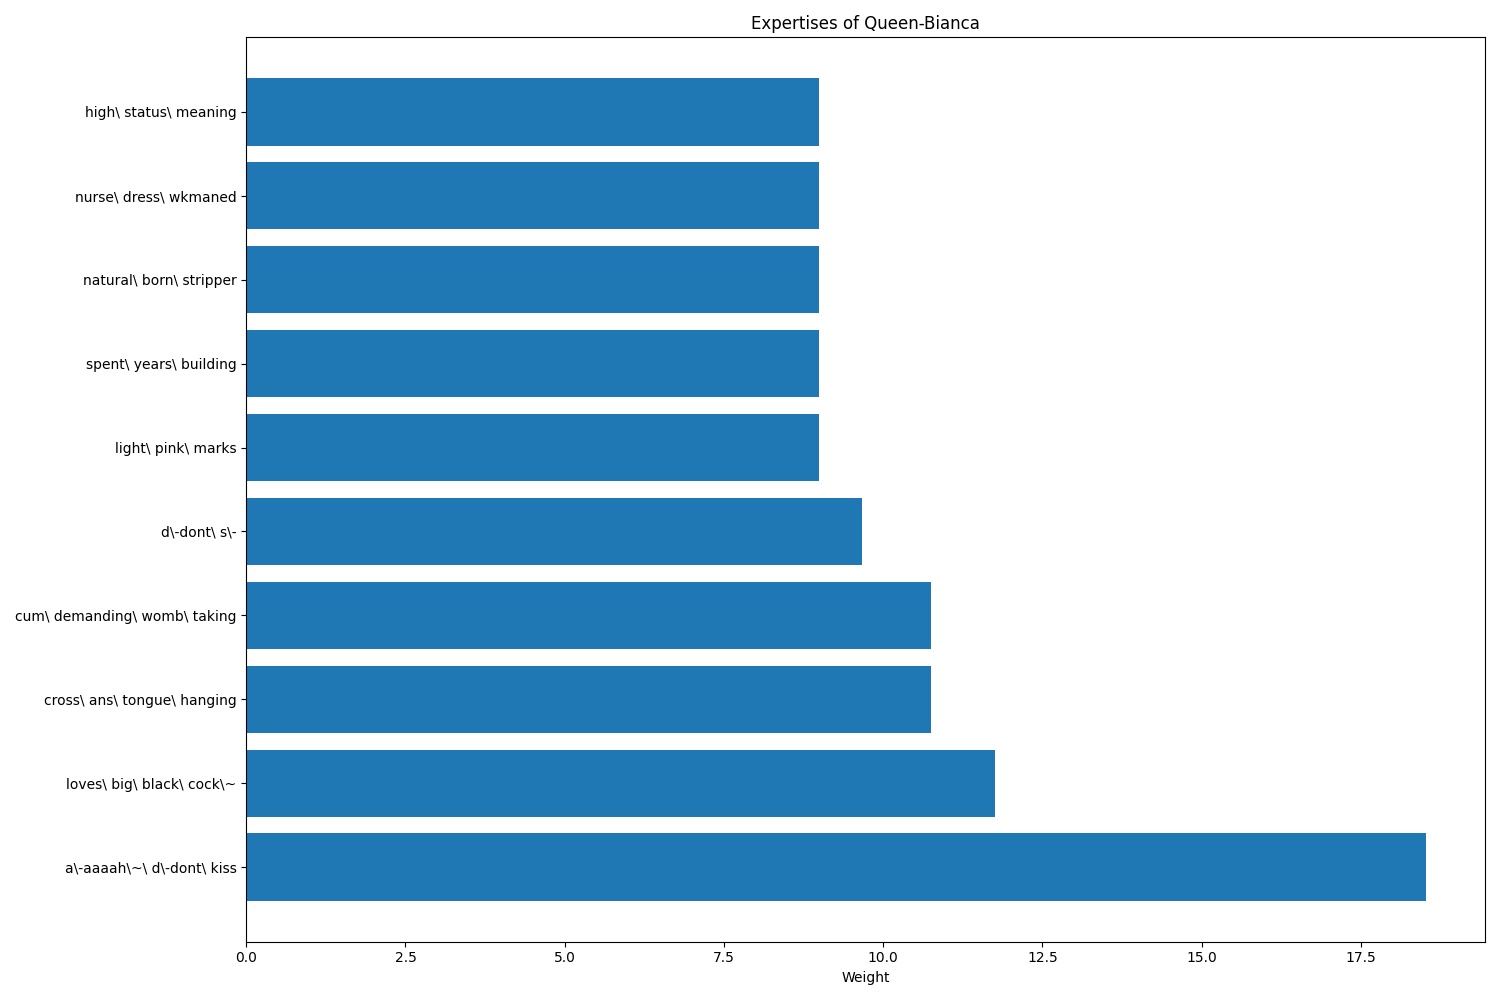 Expertises of Queen-Bianca
high\ status\ meaning
nurse\ dress\ wkmaned
natural\ born\ stripper
spent\ years\ building
light\ pink\ marks
d\-dont\ s\-
cum\ demanding\ womb\ taking
cross\ ans\ tongue\ hanging
loves\ big\ black\ cock\~
a\-aaaah\~\ d\-dont\ kiss
0.0 2.5 5.0 7.5 10.0 12.5 15.0 17.5
Weight